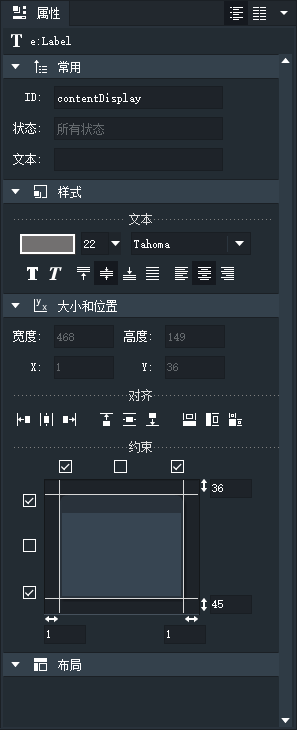 属性
T e:Label
常用
ID: contentDisplay
状态: 所有状态
文本:
样式
文本
22 Tahoma
T T
大小和位置
宽度: 468 高度: 149
X: 1 Y: 36
对齐
约束
36
45
1 1
布局